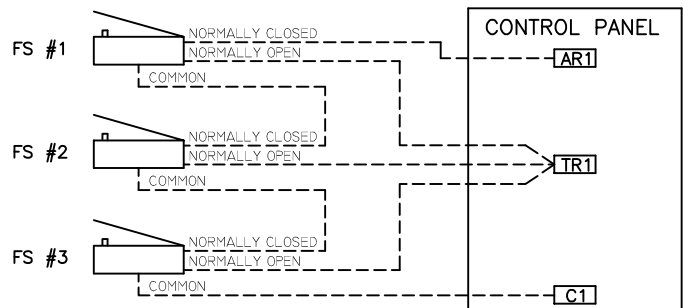 CONTROL PANEL
FS #1
NORMALLY CLOSED
NORMALLY OPEN
COMMON
AR1
FS #2
NORMALLY CLOSED
NORMALLY OPEN
COMMON
TR1
FS #3
NORMALLY CLOSED
NORMALLY OPEN
COMMON
C1